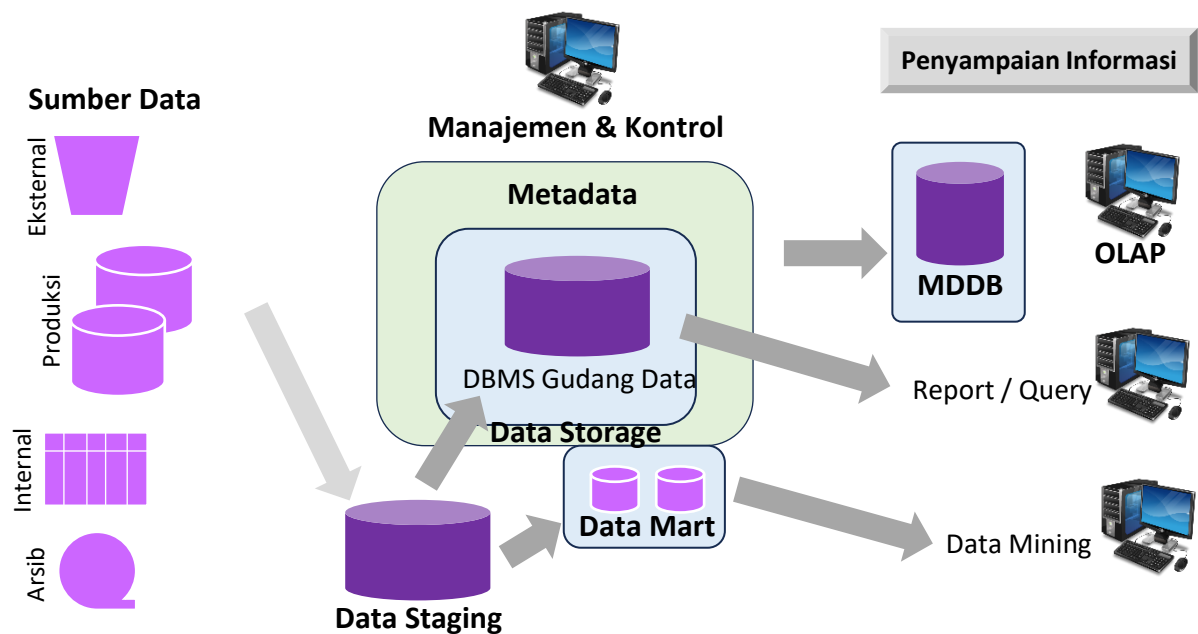 Sumber Data
Eksternal
Produksi
Internal
Arsib
Manajemen & Kontrol
Metadata
DBMS Gudang Data
Data Storage
Data Mart
Data Staging
Penyampaian Informasi
MDDB
OLAP
Report / Query
Data Mining